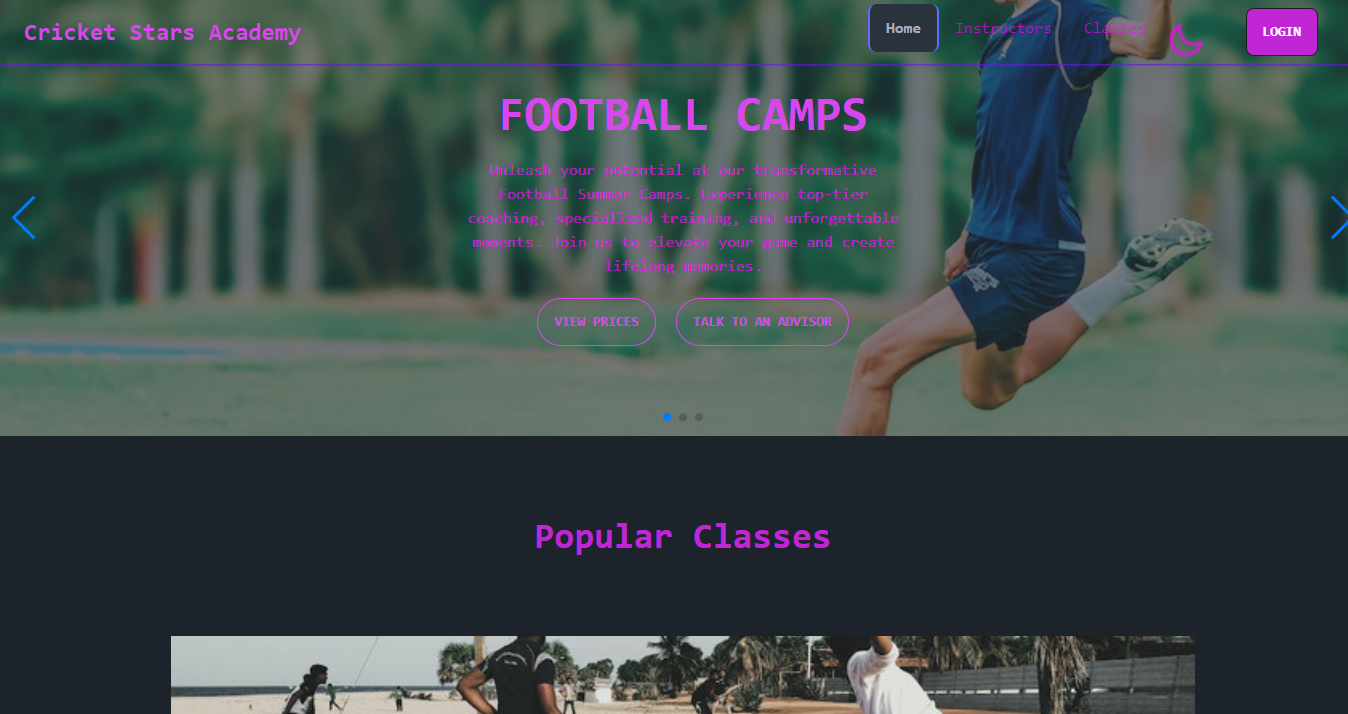 Cricket Stars Academy
Home
Instructors
Classes
LOGIN
FOOTBALL CAMPS
Unleash your potential at our transformative
Football Summer Camps. Experience top-tier
coaching, specialized training, and unforgettable
moments. Join us to elevate your game and create
lifelong memories.
VIEW PRICES
TALK TO AN ADVISOR
Popular Classes